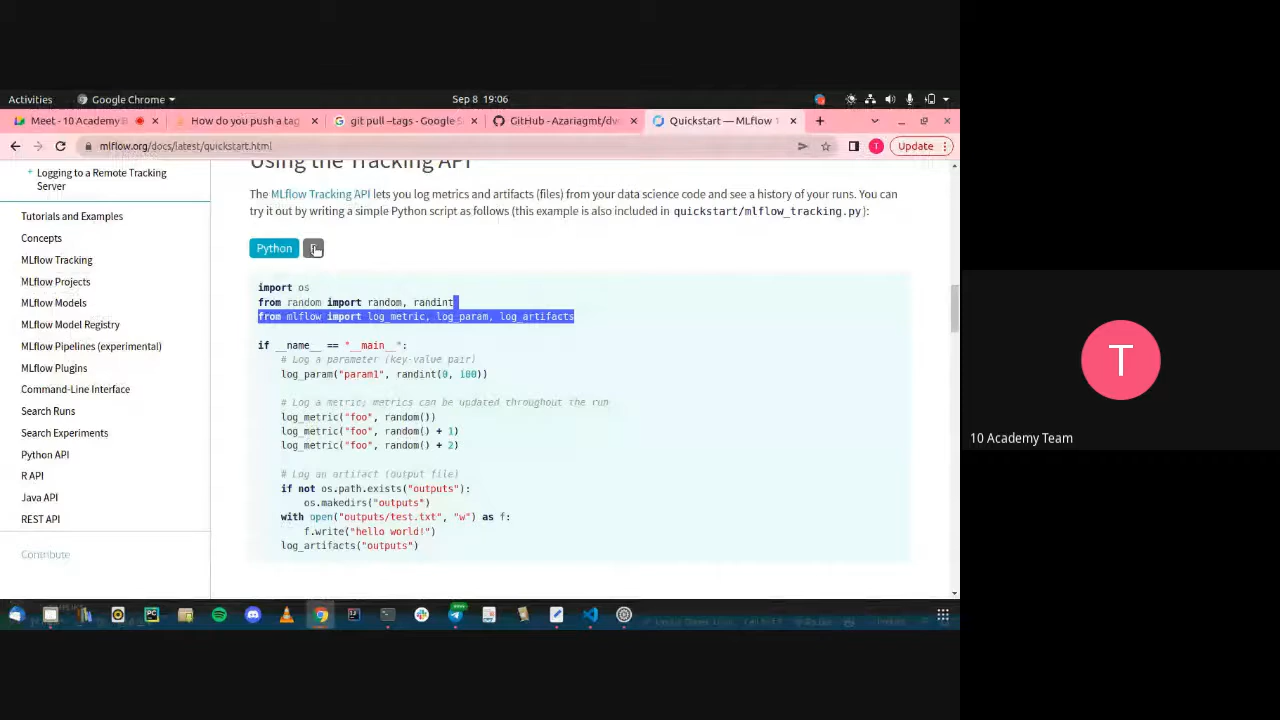 Activities
Google Chrome
Sep 8 19:06
Meet - 10 Academy B
How do you push a tag
git pull --tags - Google S
GitHub - Azariagmt/dv
Quickstart — MLflow
mlflow.org/docs/latest/quickstart.html
Update
Logging to a Remote Tracking
Server
Tutorials and Examples
Concepts
MLflow Tracking
MLflow Projects
MLflow Models
MLflow Model Registry
MLflow Pipelines (experimental)
MLflow Plugins
Command-Line Interface
Search Runs
Search Experiments
Python API
R API
Java API
REST API
Contribute
Using the Tracking API
The MLflow Tracking API lets you log metrics and artifacts (files) from your data science code and see a history of your runs. You can
try it out by writing a simple Python script as follows (this example is also included in quickstart/mlflow_tracking.py):
Python
import os
from random import random, randint
from mlflow import log_metric, log_param, log_artifacts
if __name__ == "__main__":
# Log a parameter (key-value pair)
log_param("param1", randint(0, 100))
# Log a metric; metrics can be updated throughout the run
log_metric("foo", random())
log_metric("foo", random() + 1)
log_metric("foo", random() + 2)
# Log an artifact (output file)
if not os.path.exists("outputs"):
os.makedirs("outputs")
with open("outputs/test.txt", "w") as f:
f.write("hello world!")
log_artifacts("outputs")
T
10 Academy Team